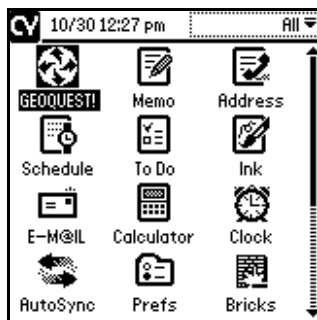 CY 10/30 12:27 pm All
GEOQUEST! Memo Address
Schedule To Do Ink
E-M@IL Calculator Clock
AutoSync Prefs Bricks